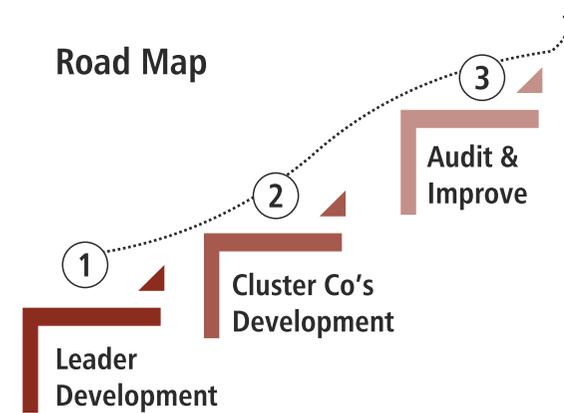 Road Map
1
Leader
Development
2
Cluster Co's
Development
3
Audit &
Improve